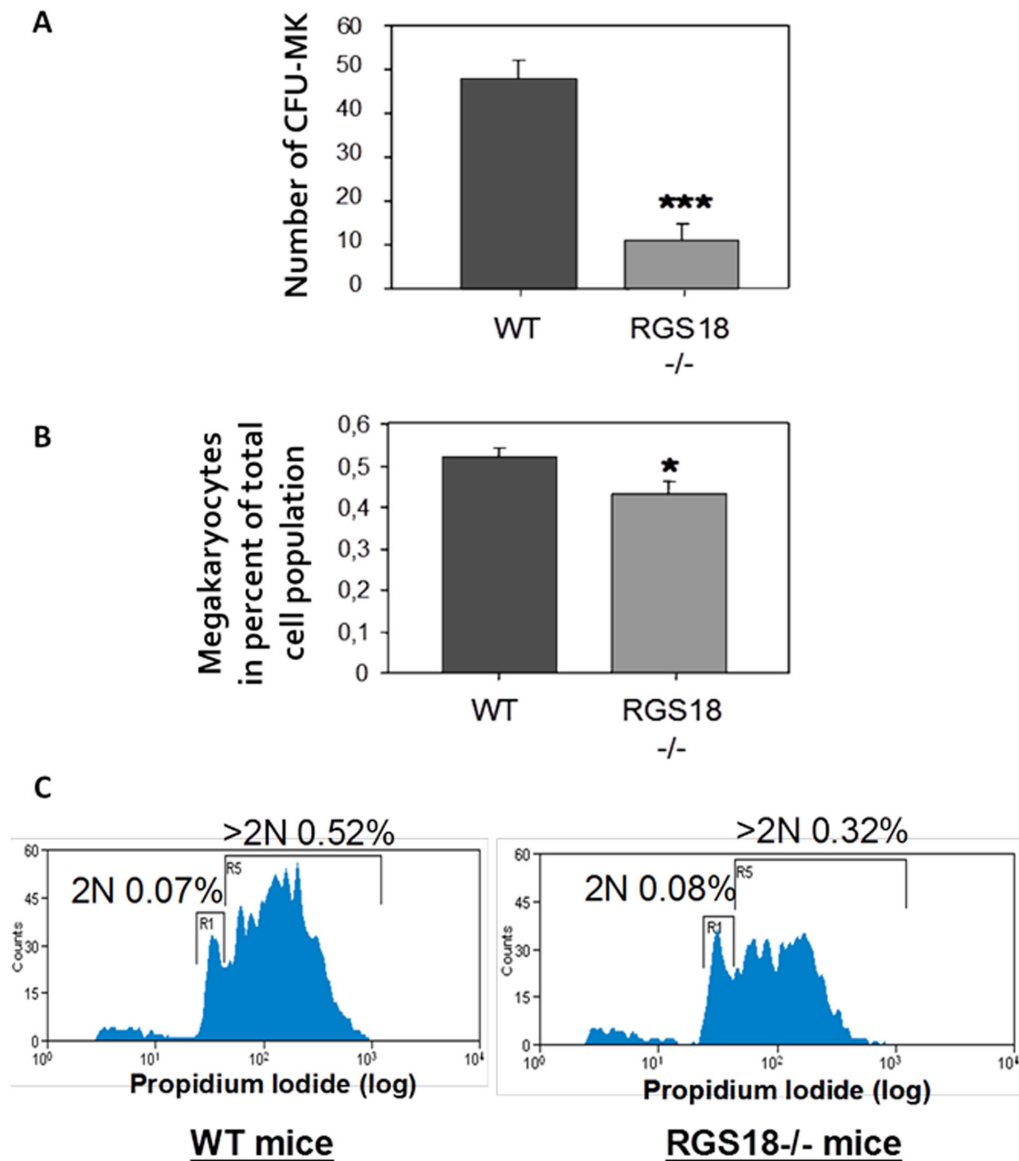 A
Number of CFU-MK
60
50
40
30
20
10
0
***
WT
RGS18
-/-
B
Megakaryocytes
in percent of total
cell population
0,6
0,5
0,4
0,3
0,2
0,1
0
*
WT
RGS18
-/-
C
>2N 0.52%
2N 0.07%
R5
R1
Counts
60
45
30
15
0
10⁰
10¹
10²
10³
10⁴
Propidium Iodide (log)
WT mice
>2N 0.32%
2N 0.08%
R5
R1
Counts
60
45
30
15
0
10⁰
10¹
10²
10³
10⁴
Propidium Iodide (log)
RGS18-/- mice